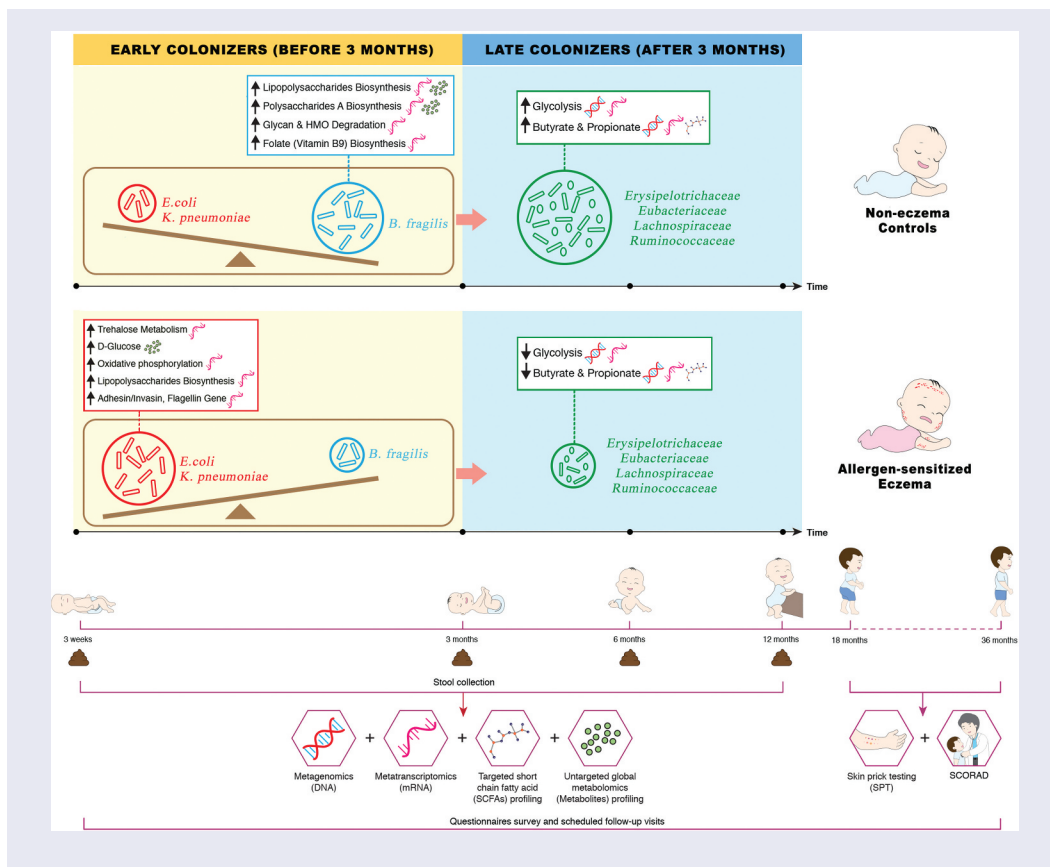 EARLY COLONIZERS (BEFORE 3 MONTHS)
LATE COLONIZERS (AFTER 3 MONTHS)
Lipopolysaccharides Biosynthesis
Polysaccharides A Biosynthesis
Glycan & HMO Degradation
Folate (Vitamin B9) Biosynthesis
Glycolysis
Butyrate & Propionate
E.coli
K. pneumoniae
B. fragilis
Erysipelotrichaceae
Eubacteriaceae
Lachnospiraceae
Ruminococcaceae
Non-eczema
Controls
Time
Trehalose Metabolism
D-Glucose
Oxidative phosphorylation
Lipopolysaccharides Biosynthesis
Adhesin/Invasin, Flagellin Gene
Glycolysis
Butyrate & Propionate
E.coli
K. pneumoniae
B. fragilis
Erysipelotrichaceae
Eubacteriaceae
Lachnospiraceae
Ruminococcaceae
Allergen-sensitized
Eczema
Time
3 weeks
3 months
6 months
12 months
18 months
36 months
Stool collection
Metagenomics
(DNA)
Metatranscriptomics
(mRNA)
Targeted short
chain fatty acid
(SCFAs) profiling
Untargeted global
metabolomics
(Metabolites) profiling
Skin prick testing
(SPT)
SCORAD
Questionnaires survey and scheduled follow-up visits